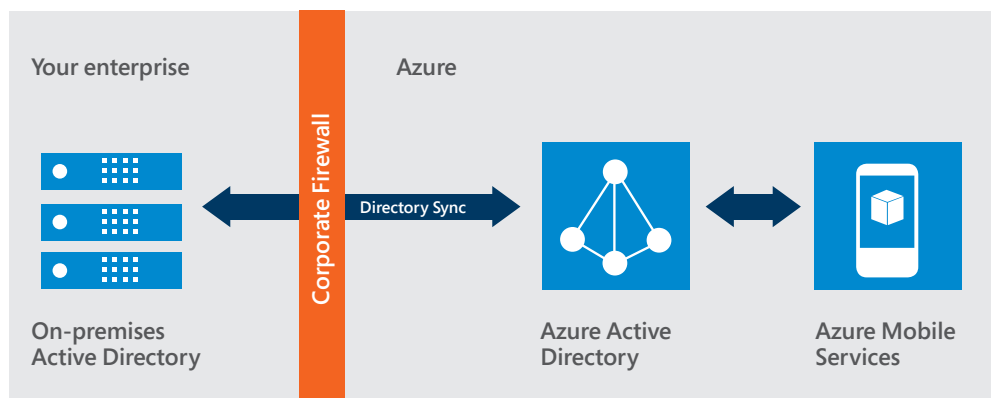 Your enterprise
Azure
Corporate Firewall
Directory Sync
On-premises
Active Directory
Azure Active
Directory
Azure Mobile
Services